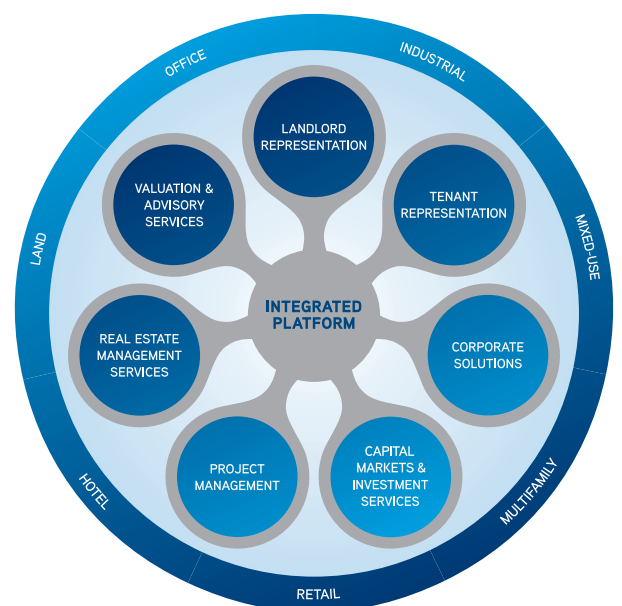 OFFICE
INDUSTRIAL
MIXED-USE
MULTIFAMILY
RETAIL
HOTEL
LAND
LANDLORD
REPRESENTATION
TENANT
REPRESENTATION
CORPORATE
SOLUTIONS
CAPITAL
MARKETS &
INVESTMENT
SERVICES
PROJECT
MANAGEMENT
REAL ESTATE
MANAGEMENT
SERVICES
VALUATION &
ADVISORY
SERVICES
INTEGRATED
PLATFORM